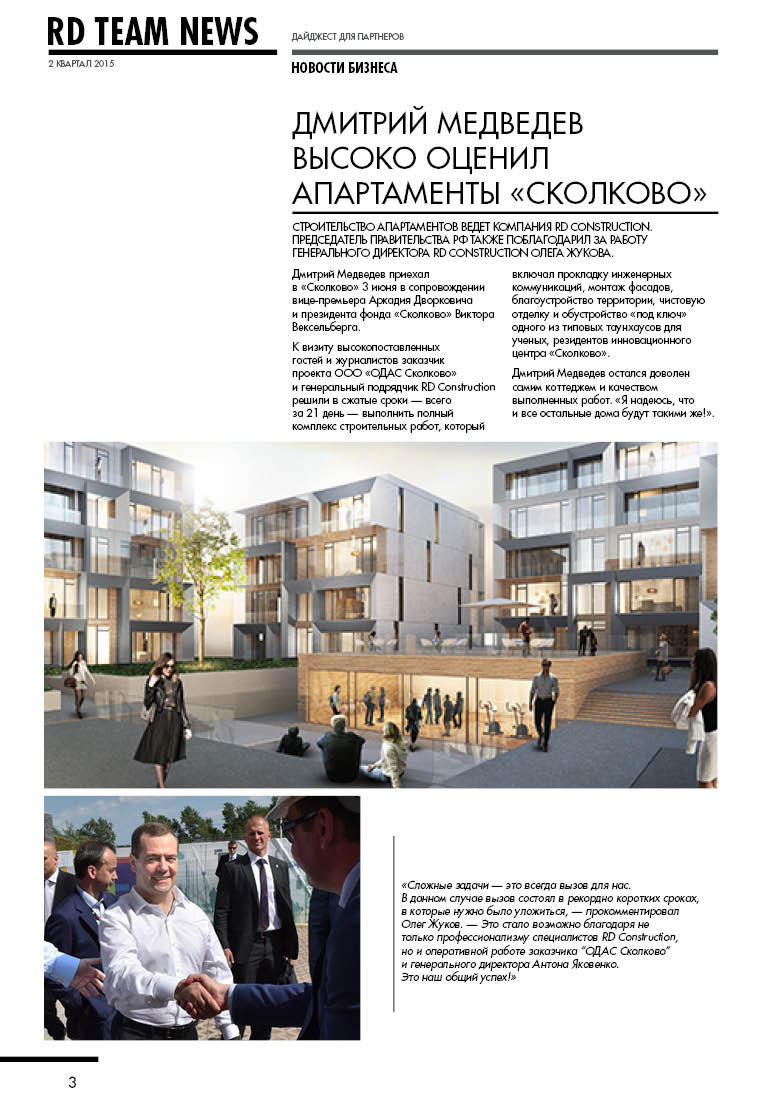 RD TEAM NEWS
ДАЙДЖЕСТ ДЛЯ ПАРТНЕРОВ
2 КВАРТАЛ 2015
НОВОСТИ БИЗНЕСА
ДМИТРИЙ МЕДВЕДЕВ
ВЫСОКО ОЦЕНИЛ
АПАРТАМЕНТЫ «СКОЛКОВО»
СТРОИТЕЛЬСТВО АПАРТАМЕНТОВ ВЕДЕТ КОМПАНИЯ RD CONSTRUCTION.
ПРЕДСЕДАТЕЛЬ ПРАВИТЕЛЬСТВА РФ ТАКЖЕ ПОБЛАГОДАРИЛ ЗА РАБОТУ
ГЕНЕРАЛЬНОГО ДИРЕКТОРА RD CONSTRUCTION ОЛЕГА ЖУКОВА.
Дмитрий Медведев приехал
в «Сколково» 3 июня в сопровождении
вице-премьера Аркадия Дворковича
и президента фонда «Сколково» Виктора
Вексельберга.
К визиту высокопоставленных
гостей и журналистов заказчик
проекта ООО «ОДАС Сколково»
и генеральный подрядчик RD Construction
решили в сжатые сроки — всего
за 21 день — выполнить полный
комплекс строительных работ, который
включал прокладку инженерных
коммуникаций, монтаж фасадов,
благоустройство территории, чистовую
отделку и обустройство «под ключ»
одного из типовых таунхаусов для
ученых, резидентов инновационного
центра «Сколково».
Дмитрий Медведев остался доволен
самим коттеджем и качеством
выполненных работ. «Я надеюсь, что
и все остальные дома будут такими же!».
«Сложные задачи — это всегда вызов для нас.
В данном случае вызов состоял в рекордно коротких сроках,
в которые нужно было уложиться, — прокомментировал
Олег Жуков. — Это стало возможно благодаря не
только профессионализму специалистов RD Construction,
но и оперативной работе заказчика "ОДАС Сколково"
и генерального директора Антона Яковенко.
Это наш общий успех!»
3